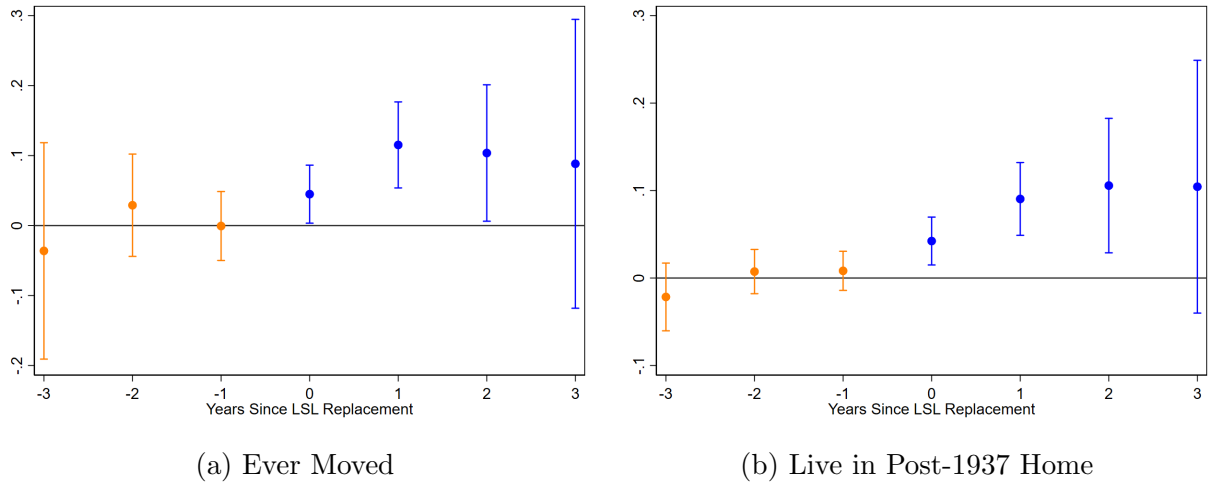 .3
.2
.1
0
-.1
-.2
-3 -2 -1 0 1 2 3
Years Since LSL Replacement
(a) Ever Moved
.3
.2
.1
0
-.1
-3 -2 -1 0 1 2 3
Years Since LSL Replacement
(b) Live in Post-1937 Home